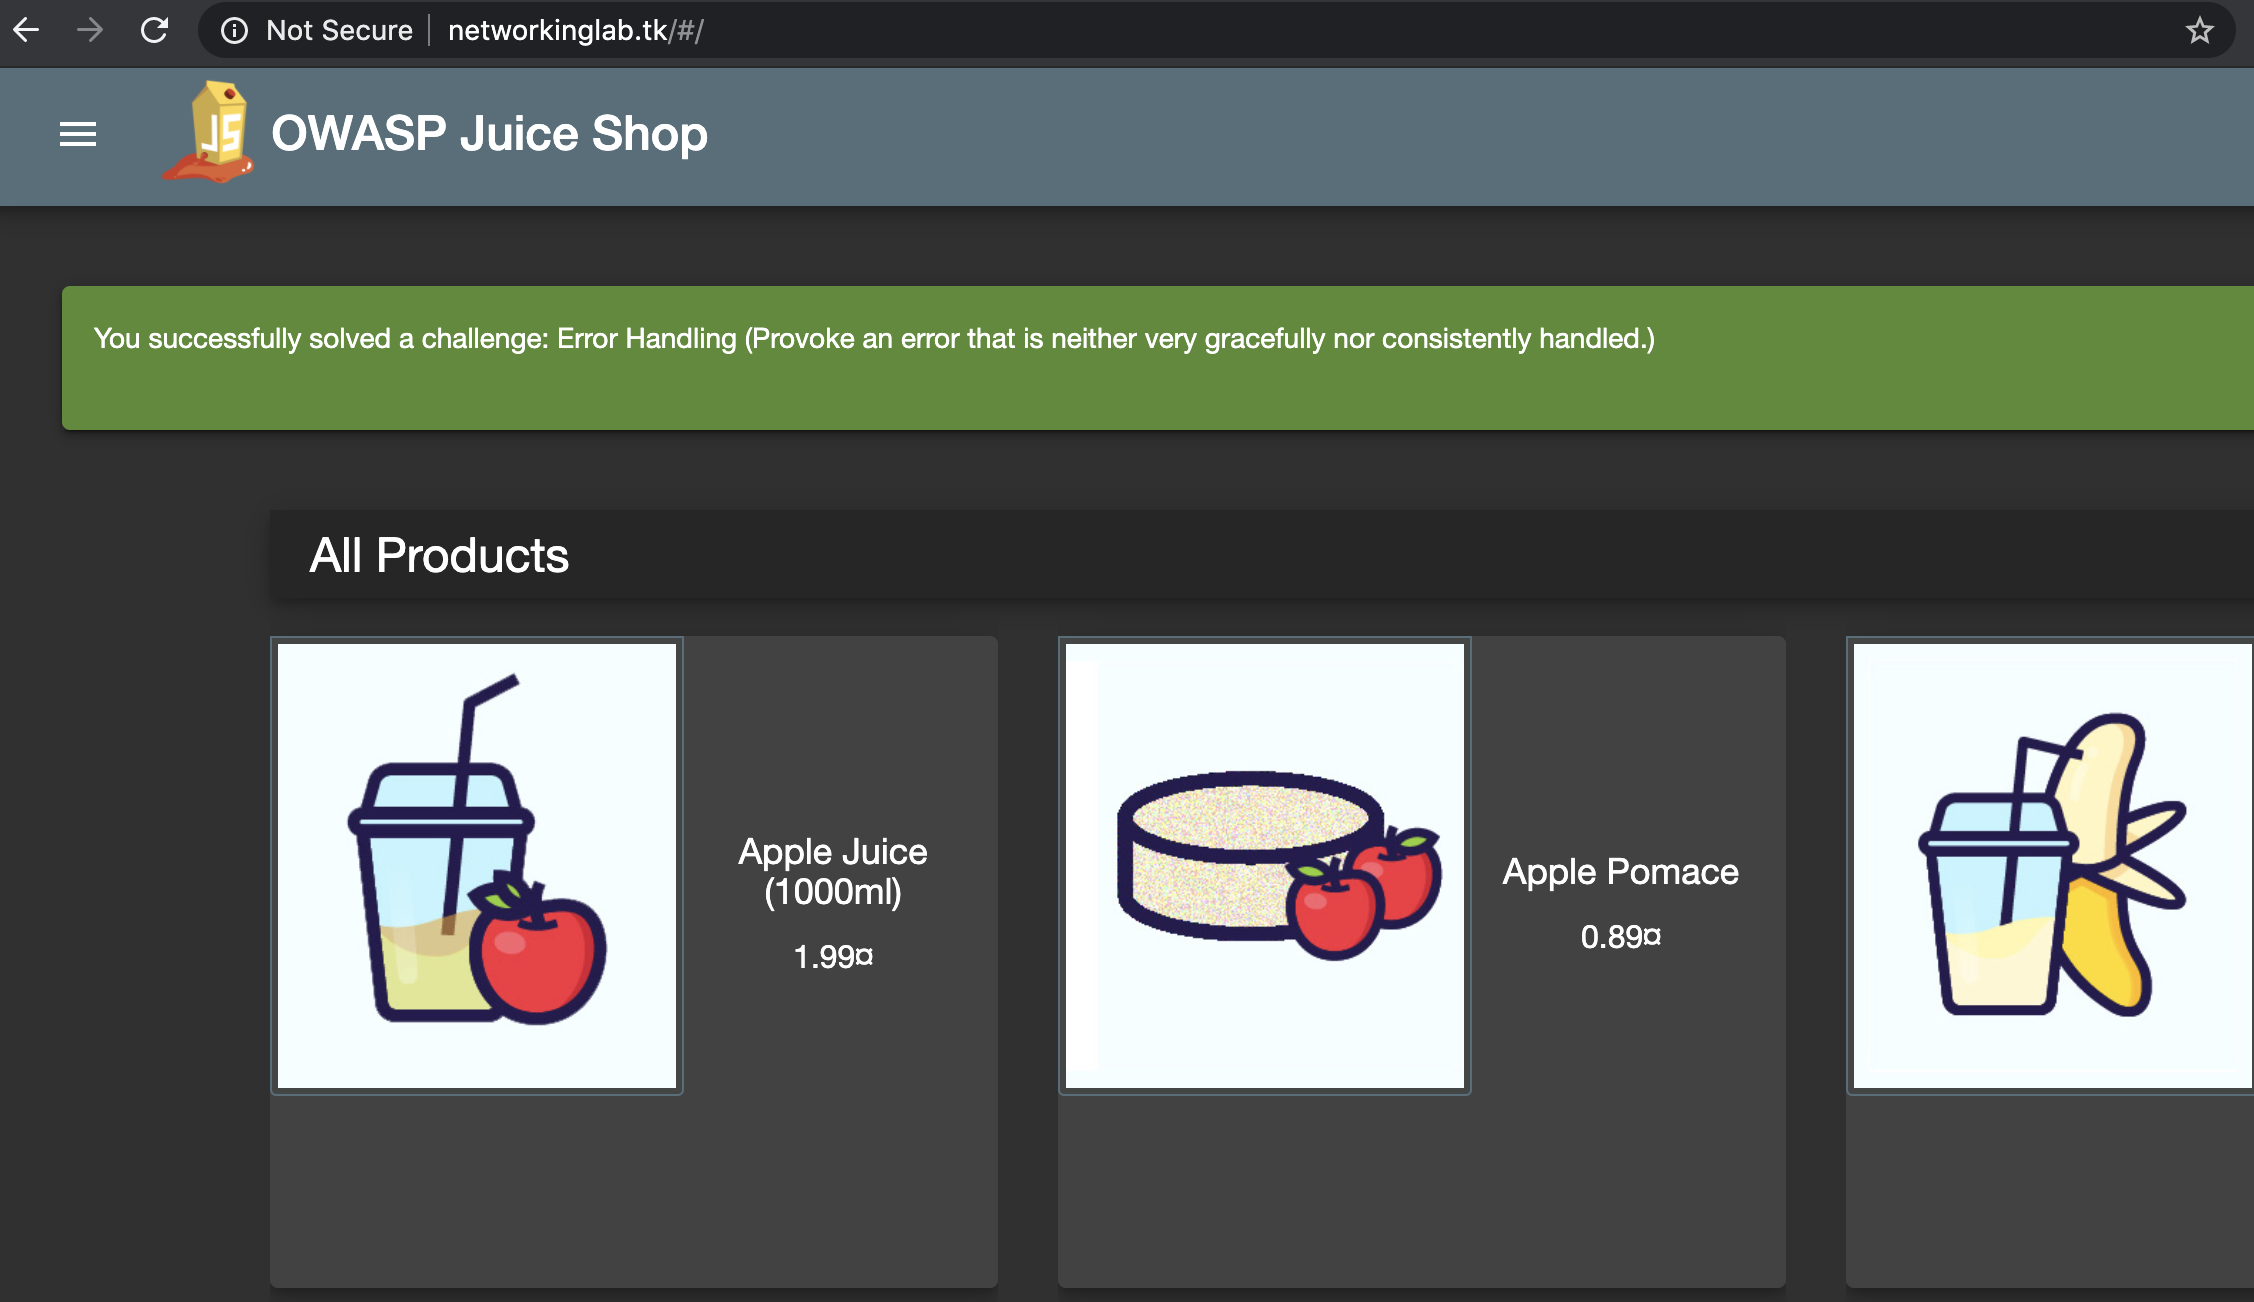 Not Secure networkinglab.tk/#/
JS
OWASP Juice Shop
You successfully solved a challenge: Error Handling (Provoke an error that is neither very gracefully nor consistently handled.)
All Products
Apple Juice
(1000ml)
1.99¤
Apple Pomace
0.89¤